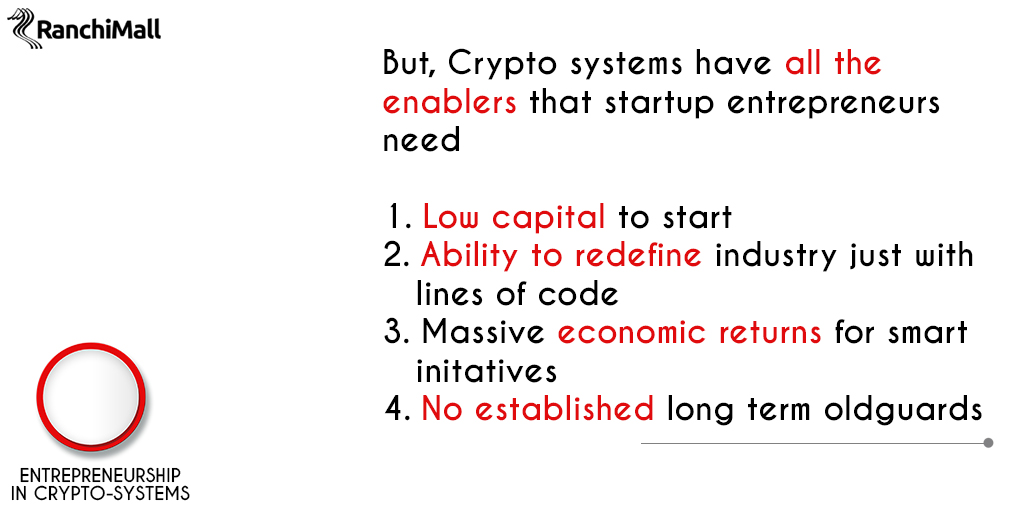 RanchiMall
But, Crypto systems have all the
enablers that startup entrepreneurs
need
1. Low capital to start
2. Ability to redefine industry just with
lines of code
3. Massive economic returns for smart
initatives
4. No established long term oldguards
ENTREPRENEURSHIP
IN CRYPTO-SYSTEMS